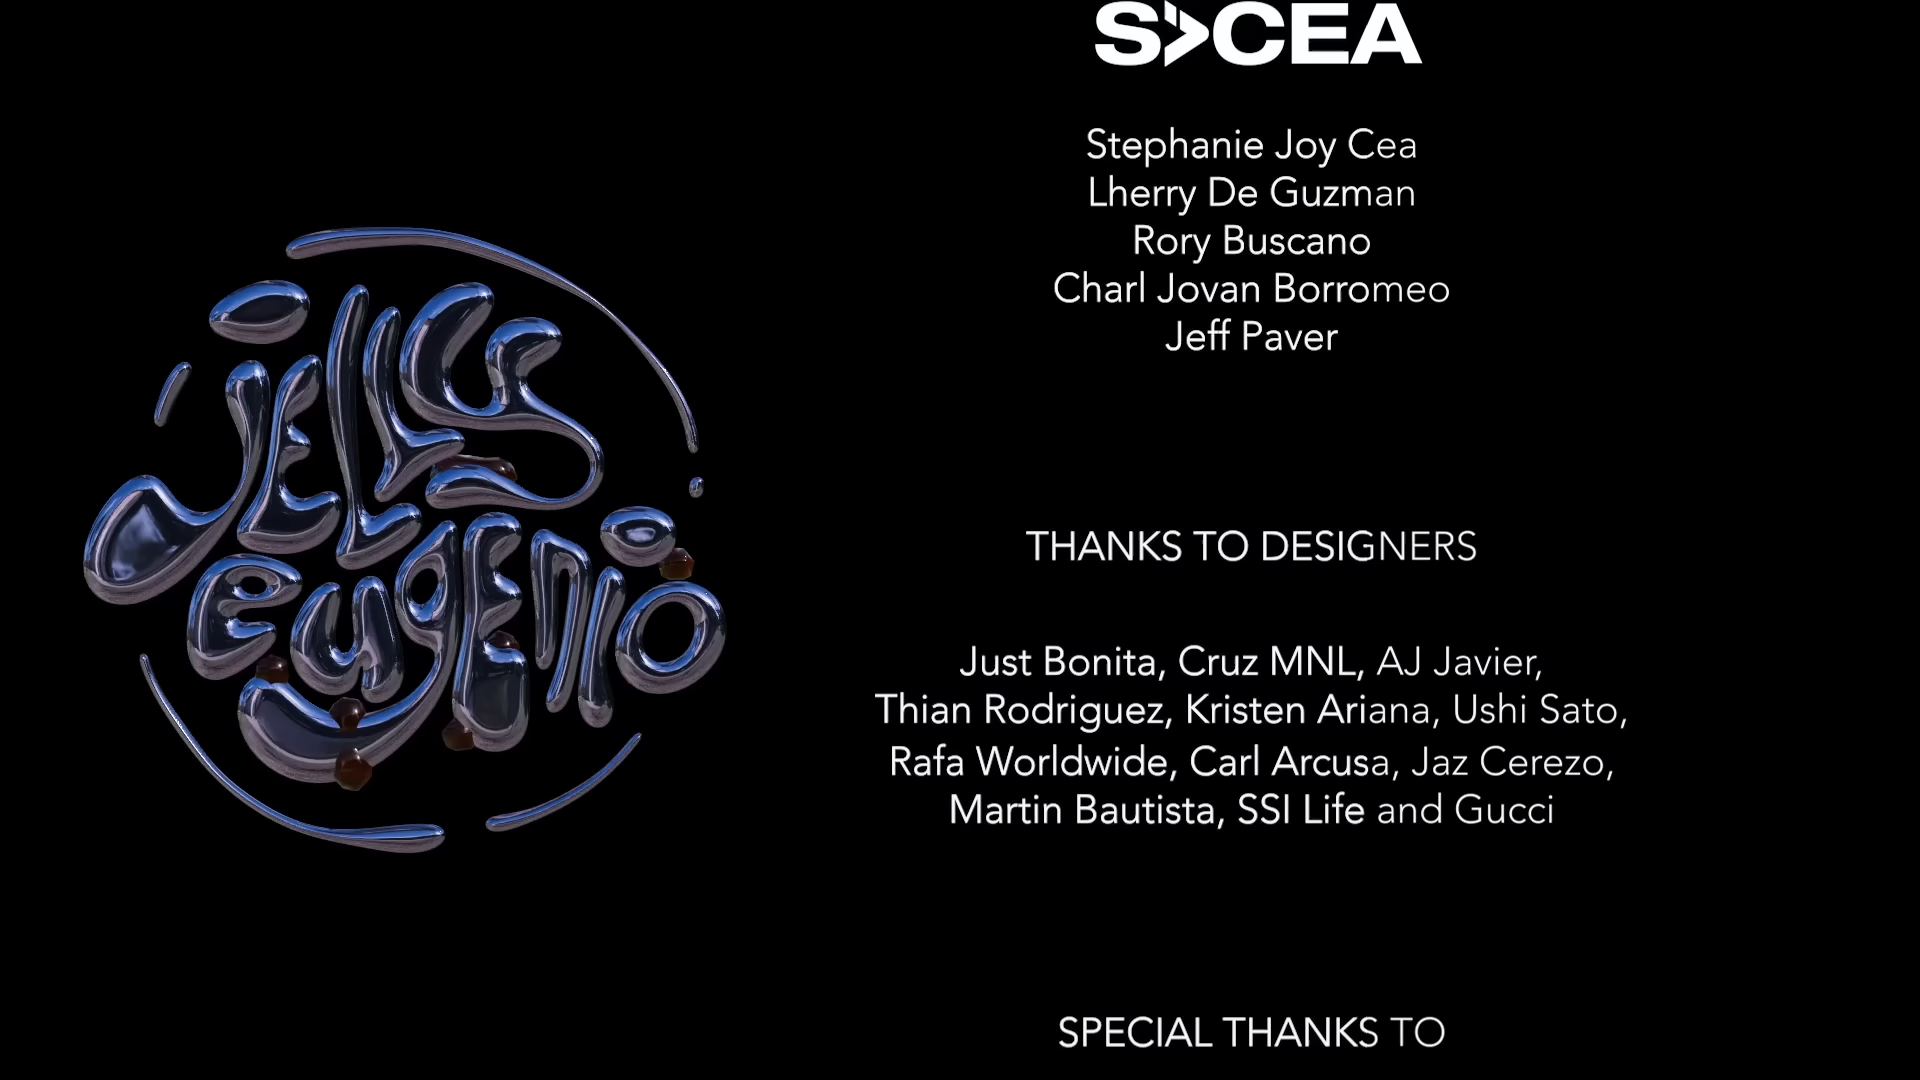 JELLY
EUGENIO
S>CEA
Stephanie Joy Cea
Lherry De Guzman
Rory Buscano
Charl Jovan Borromeo
Jeff Paver
THANKS TO DESIGNERS
Just Bonita, Cruz MNL, AJ Javier,
Thian Rodriguez, Kristen Ariana, Ushi Sato,
Rafa Worldwide, Carl Arcusa, Jaz Cerezo,
Martin Bautista, SSI Life and Gucci
SPECIAL THANKS TO